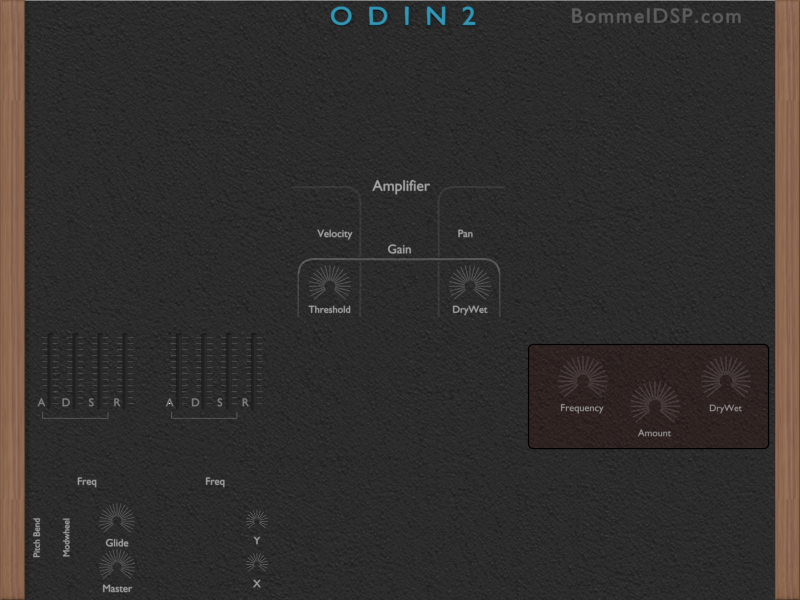 ODIN2
BommelDSP.com
Amplifier
Velocity
Pan
Gain
Threshold
DryWet
A D S R
A D S R
Frequency
DryWet
Amount
Freq
Freq
Pitch Bend
Modwheel
Glide
Y
X
Master